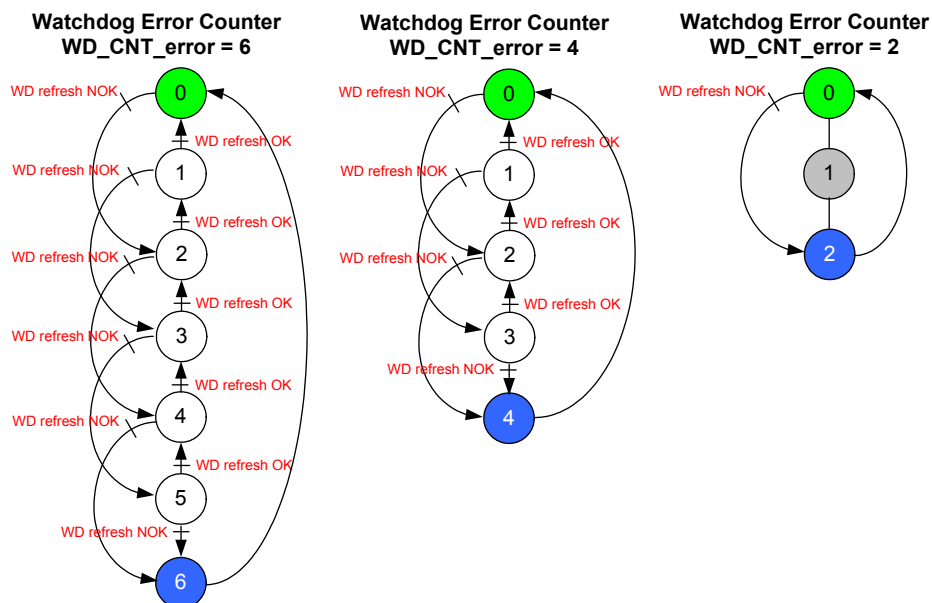 Watchdog Error Counter
WD_CNT_error = 6
WD refresh NOK
0
WD refresh OK
WD refresh NOK
1
WD refresh OK
WD refresh NOK
2
WD refresh OK
WD refresh NOK
3
WD refresh OK
WD refresh NOK
4
WD refresh OK
5
WD refresh NOK
6
Watchdog Error Counter
WD_CNT_error = 4
WD refresh NOK
0
WD refresh OK
WD refresh NOK
1
WD refresh OK
WD refresh NOK
2
WD refresh OK
3
WD refresh NOK
4
Watchdog Error Counter
WD_CNT_error = 2
WD refresh NOK
0
1
2